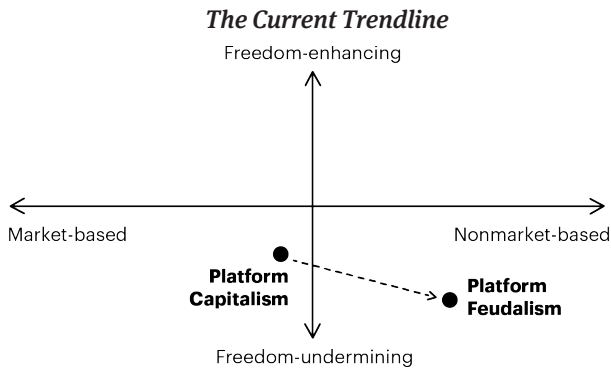 The Current Trendline
Freedom-enhancing
Market-based
Nonmarket-based
Platform
Capitalism
Platform
Feudalism
Freedom-undermining